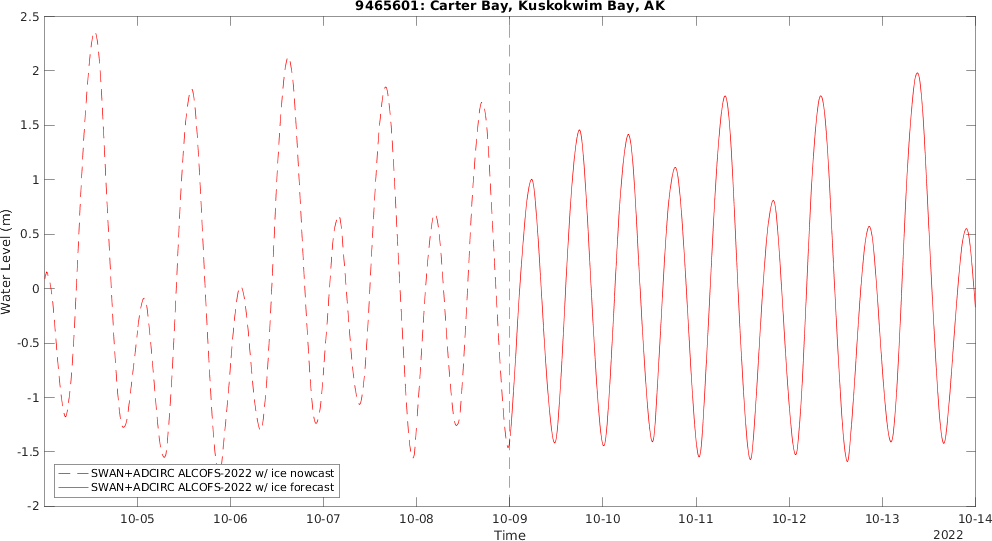 9465601: Carter Bay, Kuskokwim Bay, AK
2.5
2
1.5
1
0.5
0
-0.5
-1
-1.5
-2
Water Level (m)
SWAN+ADCIRC ALCOFS-2022 w/ ice nowcast
SWAN+ADCIRC ALCOFS-2022 w/ ice forecast
10-05 10-06 10-07 10-08 10-09 10-10 10-11 10-12 10-13 10-14
Time
2022